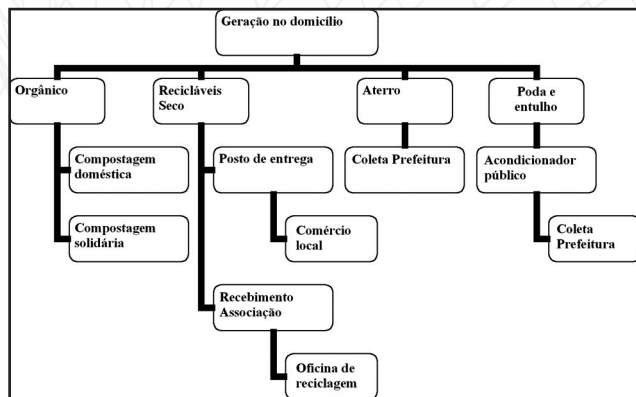 Geração no domicílio
Orgânico
Recicláveis
Seco
Aterro
Poda e
entulho
Compostagem
doméstica
Posto de entrega
Coleta Prefeitura
Acondicionador
público
Compostagem
solidária
Comércio
local
Coleta
Prefeitura
Recebimento
Associação
Oficina de
reciclagem